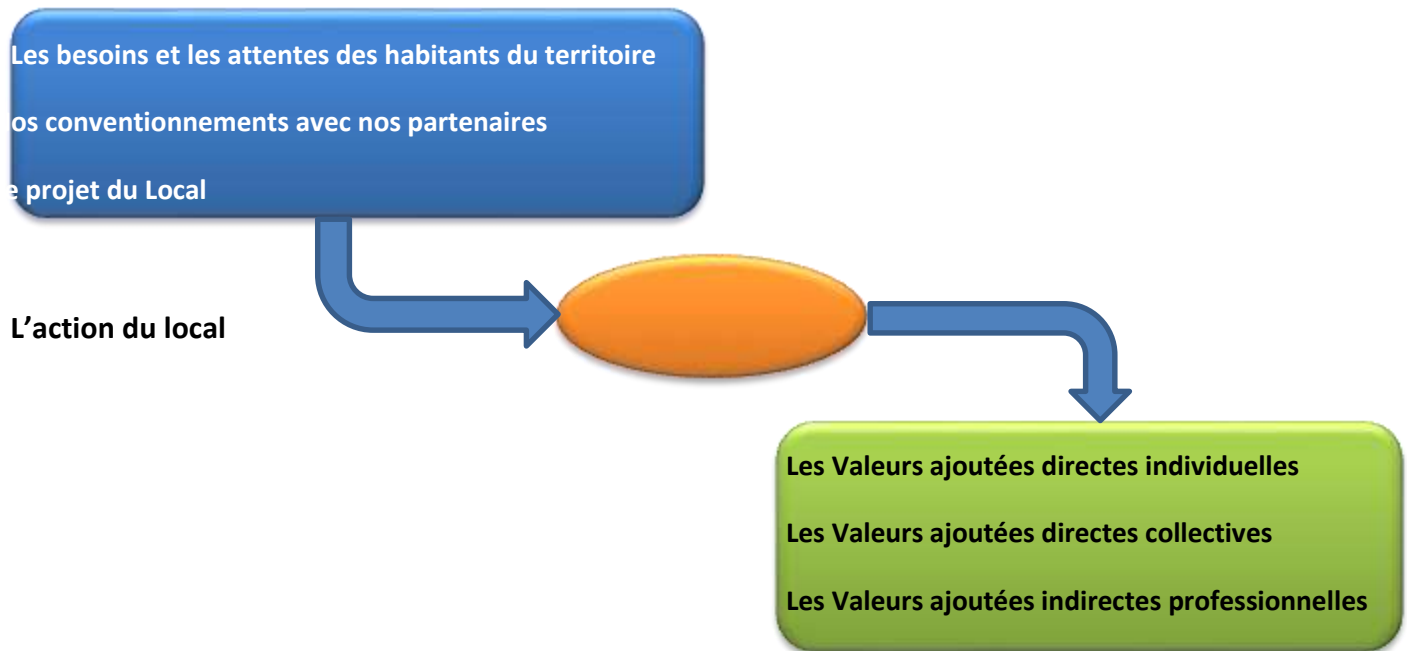 Les besoins et les attentes des habitants du territoire
os conventionnements avec nos partenaires
e projet du Local
L’action du local
Les Valeurs ajoutées directes individuelles
Les Valeurs ajoutées directes collectives
Les Valeurs ajoutées indirectes professionnelles